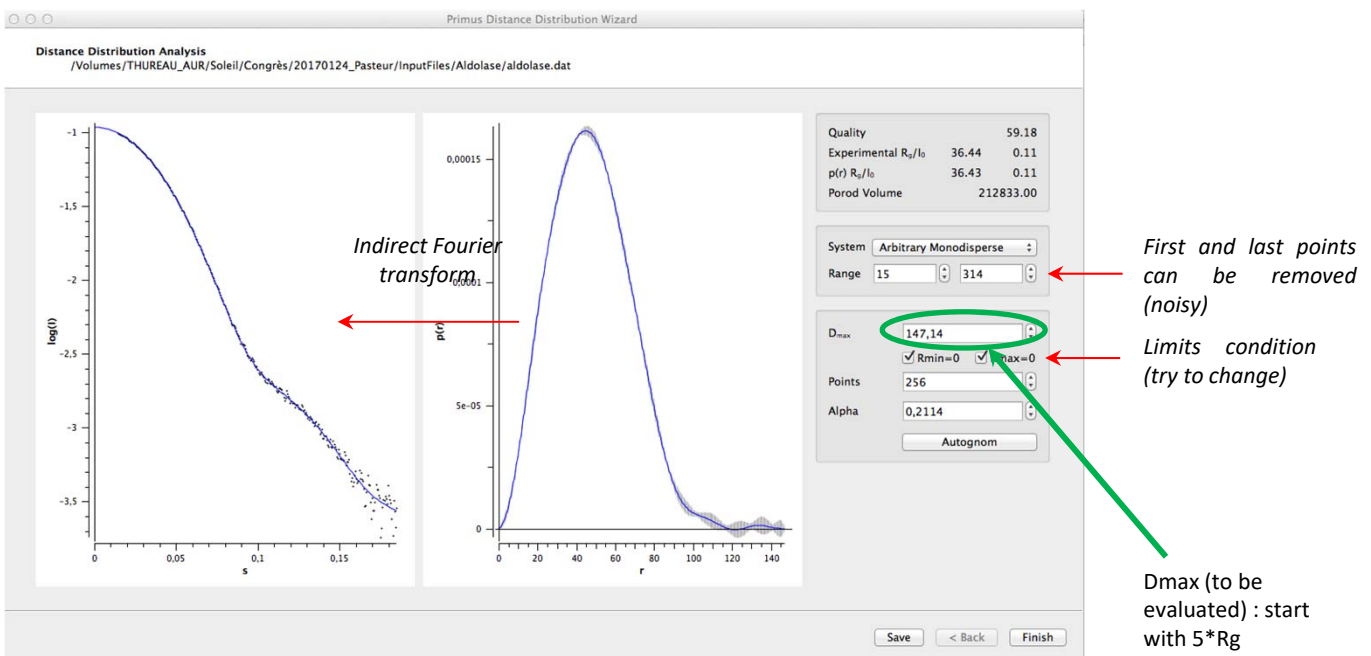 Primus Distance Distribution Wizard
Distance Distribution Analysis
/Volumes/THUREAU_AUR/Soleil/Congrès/20170124_Pasteur/InputFiles/Aldolase/aldolase.dat
-1
-1,5
-2
-2,5
-3
-3,5
log(I)
0
0,05
0,1
0,15
s
Indirect Fourier
transform
0,00015
0,0001
5e-05
0
p(r)
0 20 40 60 80 100 120 140
r
Quality 59.18
Experimental Rg/I0 36.44 0.11
p(r) Rg/I0 36.43 0.11
Porod Volume 212833.00
System Arbitrary Monodisperse
Range 15 314
Dmax 147,14
Rmin=0 max=0
Points 256
Alpha 0,2114
Autognom
First and last points
can be removed
(noisy)
Limits condition
(try to change)
Dmax (to be
evaluated) : start
with 5*Rg
Save < Back Finish